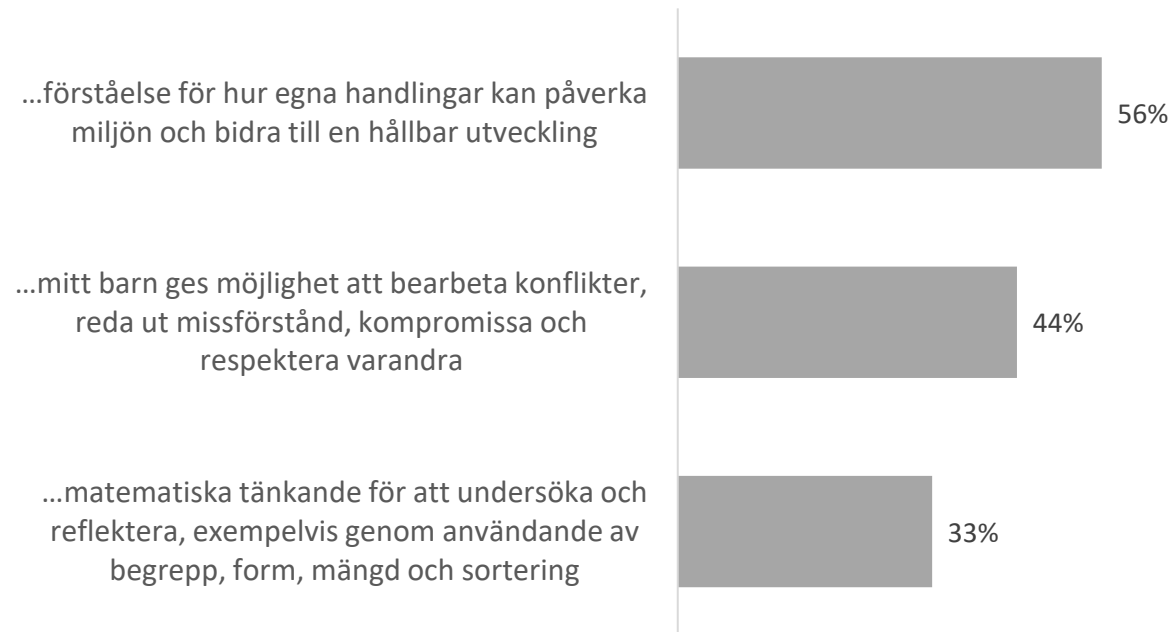 ...förståelse för hur egna handlingar kan påverka
miljön och bidra till en hållbar utveckling
56%
...mitt barn ges möjlighet att bearbeta konflikter,
reda ut missförstånd, kompromissa och
respektera varandra
44%
...matematiska tänkande för att undersöka och
reflektera, exempelvis genom användande av
begrepp, form, mängd och sortering
33%